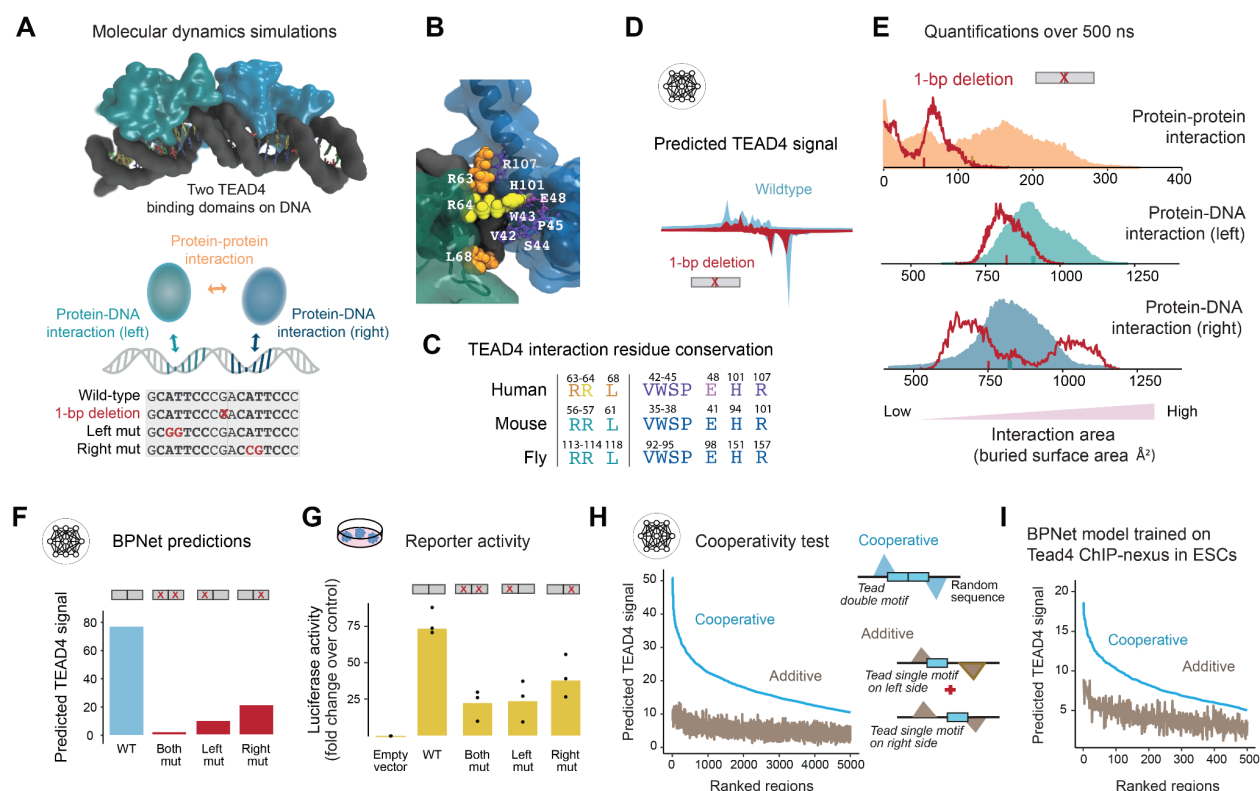 A
Molecular dynamics simulations
Two TEAD4
binding domains on DNA
Protein-protein
interaction
Protein-DNA
interaction (left)
Protein-DNA
interaction (right)
Wild-type GCATTCCCGACATTCCC
1-bp deletion GCATTCCCXACATTCCC
Left mut GCGGTCCCGACATTCCC
Right mut GCATTCCCGACCGTCCC
B
R107
R63
H101
R64
E48
W43
P45
V42
S44
L68
C
TEAD4 interaction residue conservation
63-64 68 42-45 48 101 107
Human RR L VWSP E H R
56-57 61 35-38 41 94 101
Mouse RR L VWSP E H R
113-114 118 92-95 98 151 157
Fly RR L VWSP E H R
D
Predicted TEAD4 signal
Wildtype
1-bp deletion
X
E
Quantifications over 500 ns
1-bp deletion X
Protein-protein
interaction
0 100 200 300 400
Protein-DNA
interaction (left)
500 750 1000 1250
Protein-DNA
interaction (right)
500 750 1000 1250
Low High
Interaction area
(buried surface area Å²)
F
BPNet predictions
X X X X
Predicted TEAD4 signal
80
60
40
20
0
WT Both mut Left mut Right mut
G
Reporter activity
X X X X
Luciferase activity
(fold change over control)
75
50
25
Empty vector WT Both mut Left mut Right mut
H
Cooperativity test
Predicted TEAD4 signal
50
40
30
20
10
0
Cooperative
Additive
0 1000 2000 3000 4000 5000
Ranked regions
Cooperative
Tead
double motif
Random
sequence
Additive
Tead single motif
on left side
Tead single motif
on right side
I
BPNet model trained on
Tead4 ChIP-nexus in ESCs
Predicted TEAD4 signal
20
15
10
5
Cooperative
Additive
0 100 200 300 400 500
Ranked regions